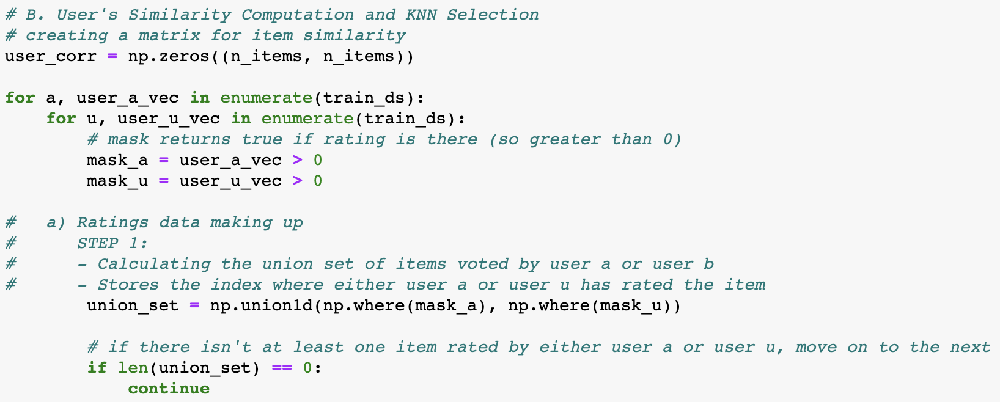 # B. User's Similarity Computation and KNN Selection
# creating a matrix for item similarity
user_corr = np.zeros((n_items, n_items))

for a, user_a_vec in enumerate(train_ds):
    for u, user_u_vec in enumerate(train_ds):
        # mask returns true if rating is there (so greater than 0)
        mask_a = user_a_vec > 0
        mask_u = user_u_vec > 0

#   a) Ratings data making up
#      STEP 1:
#      - Calculating the union set of items voted by user a or user b
#      - Stores the index where either user a or user u has rated the item
        union_set = np.union1d(np.where(mask_a), np.where(mask_u))

        # if there isn't at least one item rated by either user a or user u, move on to the next
        if len(union_set) == 0:
            continue